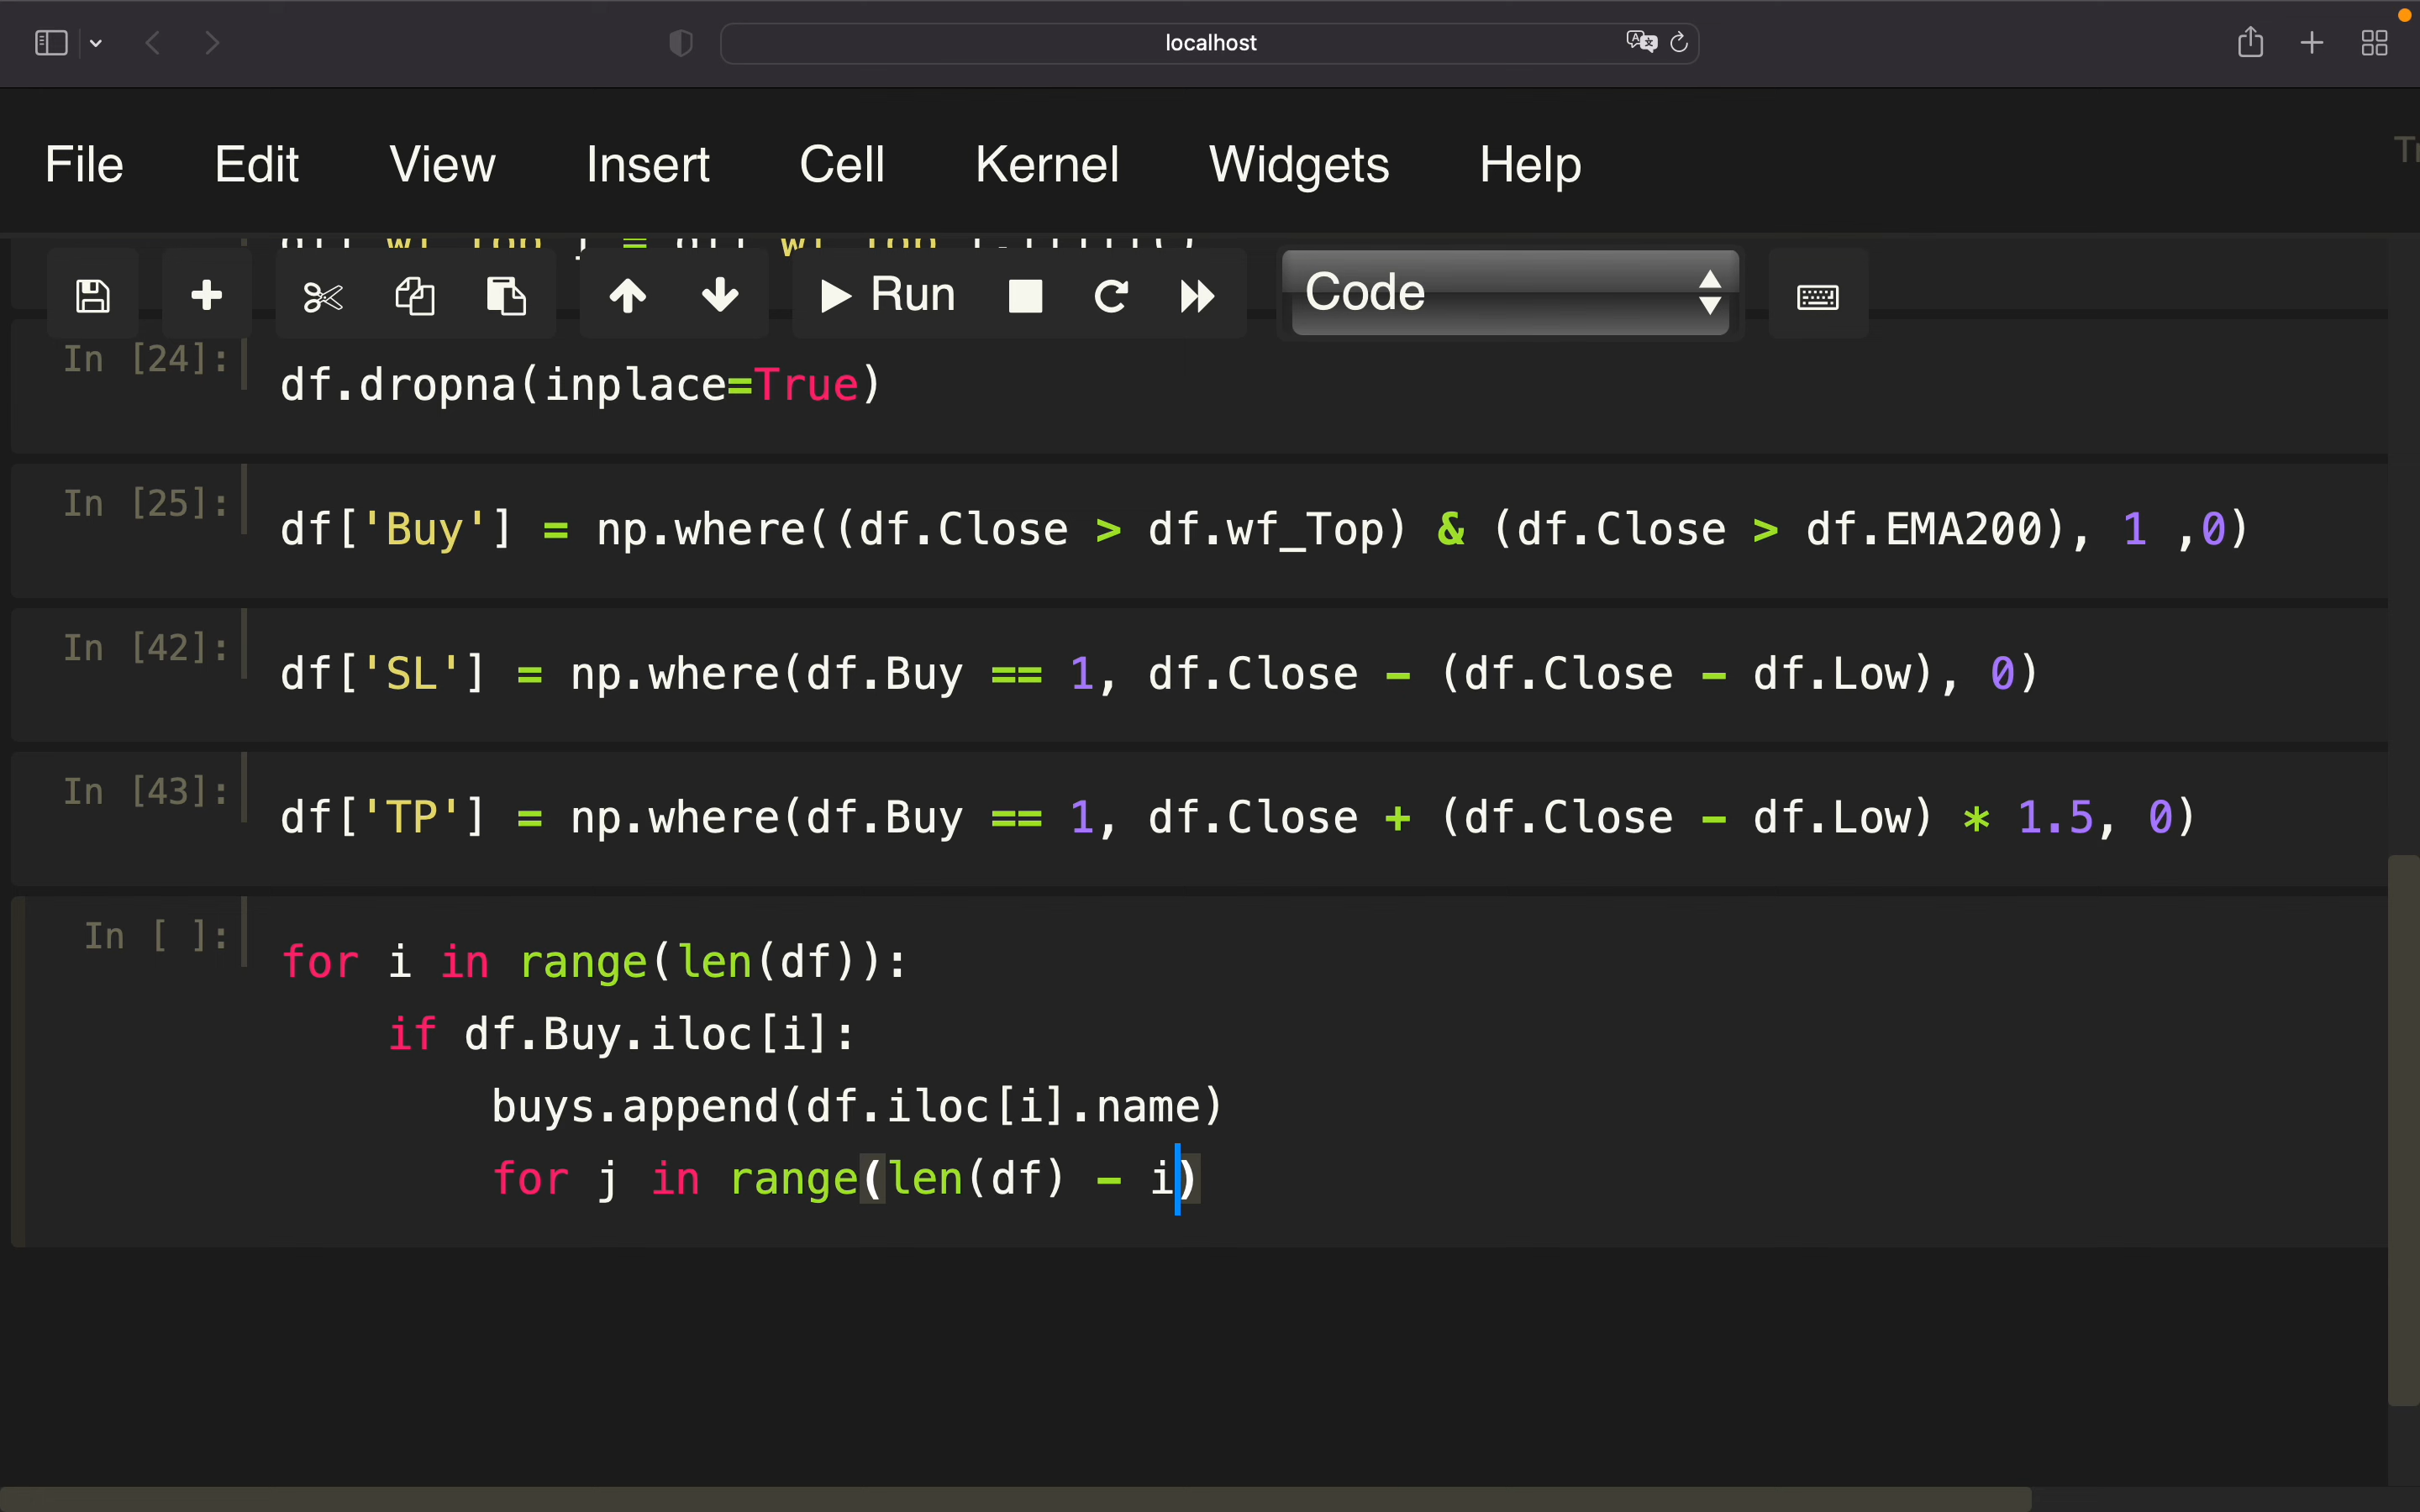 localhost
File Edit View Insert Cell Kernel Widgets Help
Run Code
In [24]: df.dropna(inplace=True)
In [25]: df['Buy'] = np.where((df.Close > df.wf_Top) & (df.Close > df.EMA200), 1 ,0)
In [42]: df['SL'] = np.where(df.Buy == 1, df.Close - (df.Close - df.Low), 0)
In [43]: df['TP'] = np.where(df.Buy == 1, df.Close + (df.Close - df.Low) * 1.5, 0)
In [ ]: for i in range(len(df)):
if df.Buy.iloc[i]:
buys.append(df.iloc[i].name)
for j in range(len(df) - i)